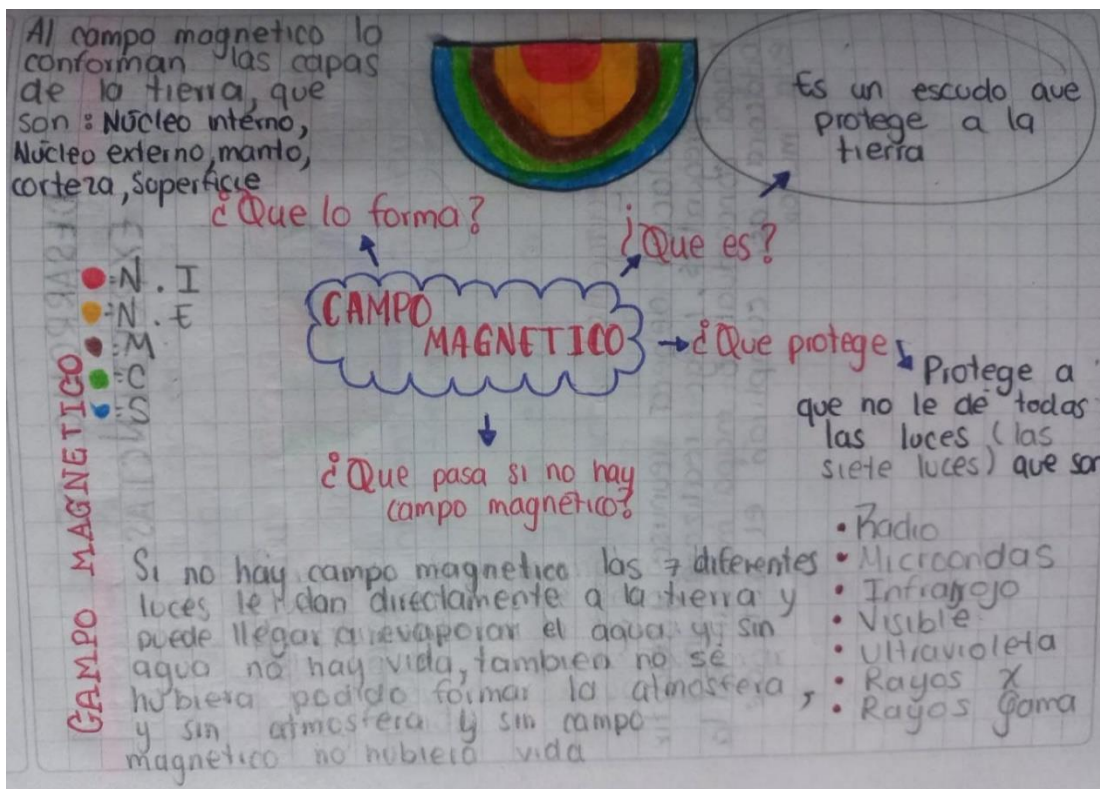 Al campo magnetico lo
conforman las capas
de la tierra, que
son: Núcleo interno,
Núcleo externo, manto,
corteza, superficie
Es un escudo que
protege a la
tierra
¿Que lo forma?
¿Que es?
CAMPO
MAGNETICO
N. I
N. E
M
C
S
CAMPO MAGNETICO
¿Que protege
Protege a
que no le de todas
las luces (las
siete luces) que son
• Radio
• Microondas
• Infarrojo
• Visible
• Ultravioleta
• Rayos X
• Rayos gama
¿Que pasa si no hay
campo magnetico?
Si no hay campo magnetico las 7 diferentes
luces le dan directamente a la tierra y
puede llegar a evaporar el agua y sin
agua no hay vida, tambien no se
hubiera podido formar la atmosfera,
y sin atmosfera y sin campo
magnetico no hubiera vida